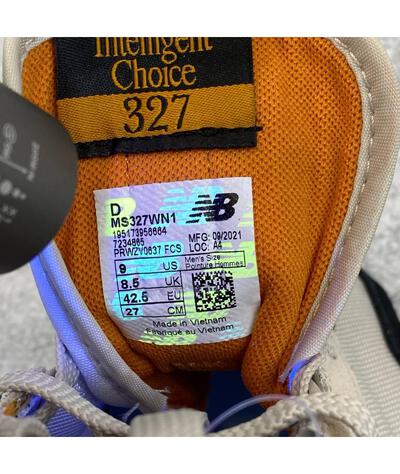 Intelligent
Choice
327
D
MS327WN1
195173956664
7234865
PRWZV0637 FCS
NB
MFG: 09/2021
LOC: A4
9 US
8.5 UK
42.5 EU
27 CM
Men's Size
Pointure Hommes
Made in Vietnam
Fabriqué au Vietnam